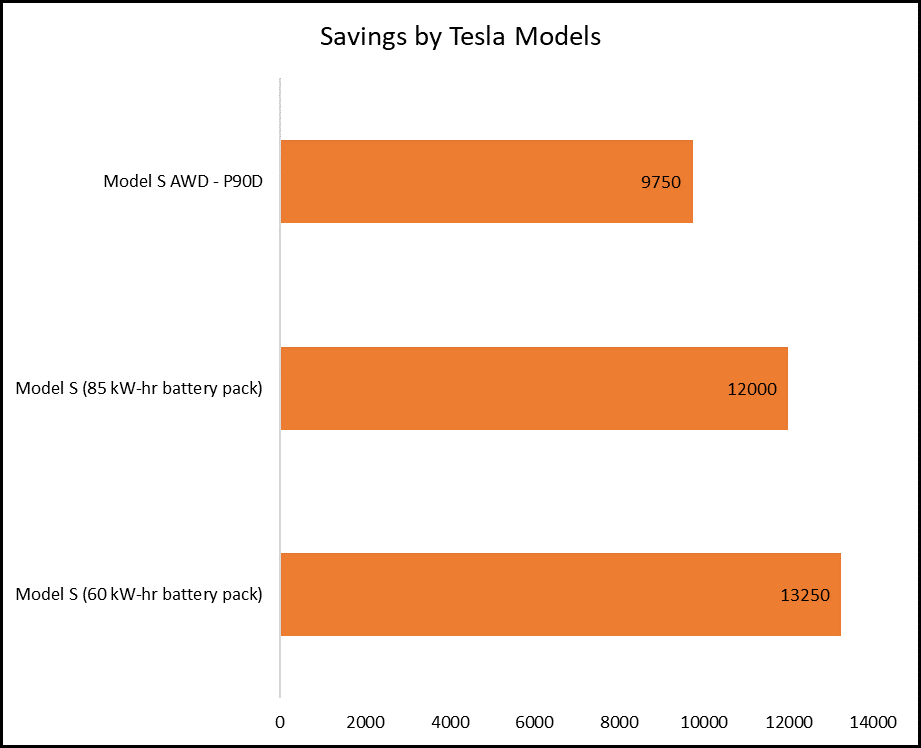 Savings by Tesla Models
Model S AWD - P90D
9750
Model S (85 kW-hr battery pack)
12000
Model S (60 kW-hr battery pack)
13250
0 2000 4000 6000 8000 10000 12000 14000